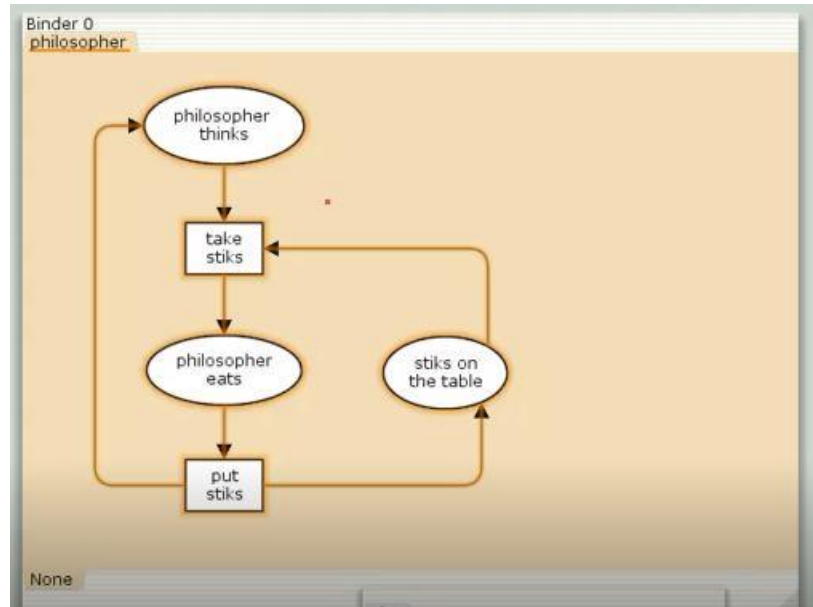 Binder 0
philosopher
philosopher
thinks
take
stiks
philosopher
eats
stiks on
the table
put
stiks
None